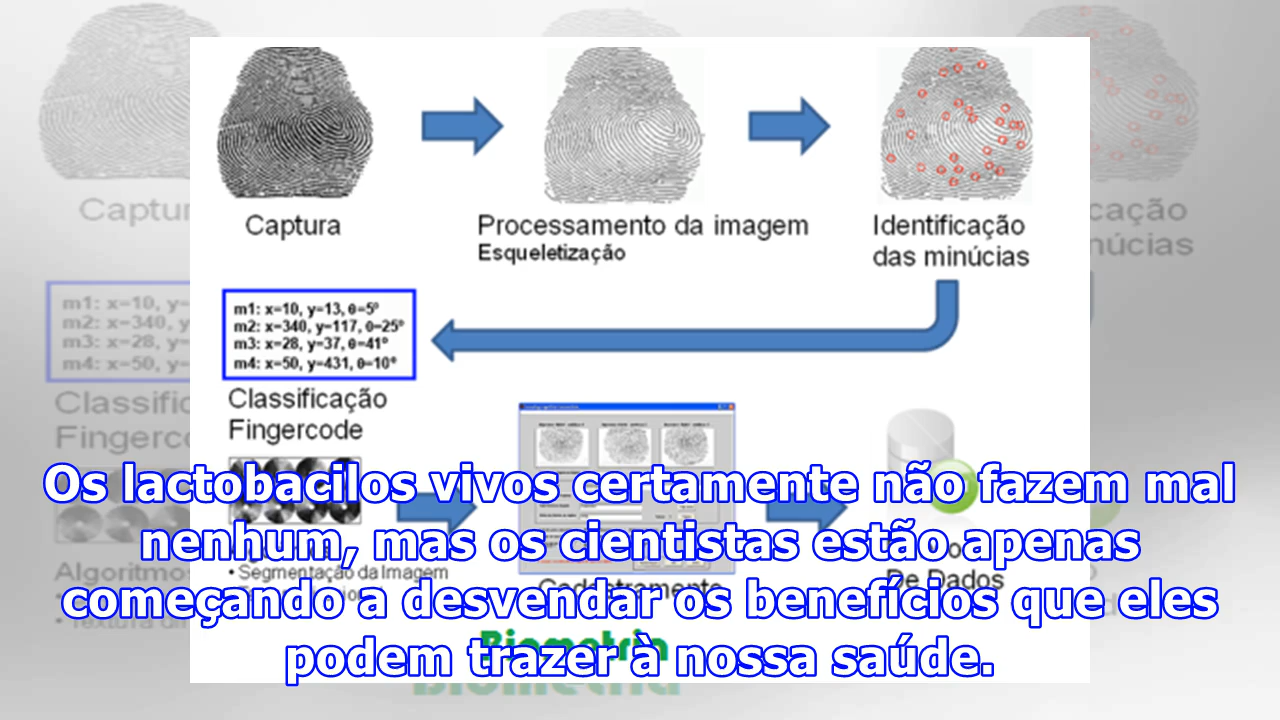 Captura
Processamento da imagem
Esqueletização
Identificação
das minúcias
m1: x=10, y=13, θ=5º
m2: x=340, y=117, θ=25º
m3: x=28, y=37, θ=41º
m4: x=50, y=431, θ=10º
Classificação
Fingercode
• Segmentação da Imagem
Cadastramento
De Dados
Biometria
Os lactobacilos vivos certamente não fazem mal
nenhum, mas os cientistas estão apenas
começando a desvendar os benefícios que eles
podem trazer à nossa saúde.